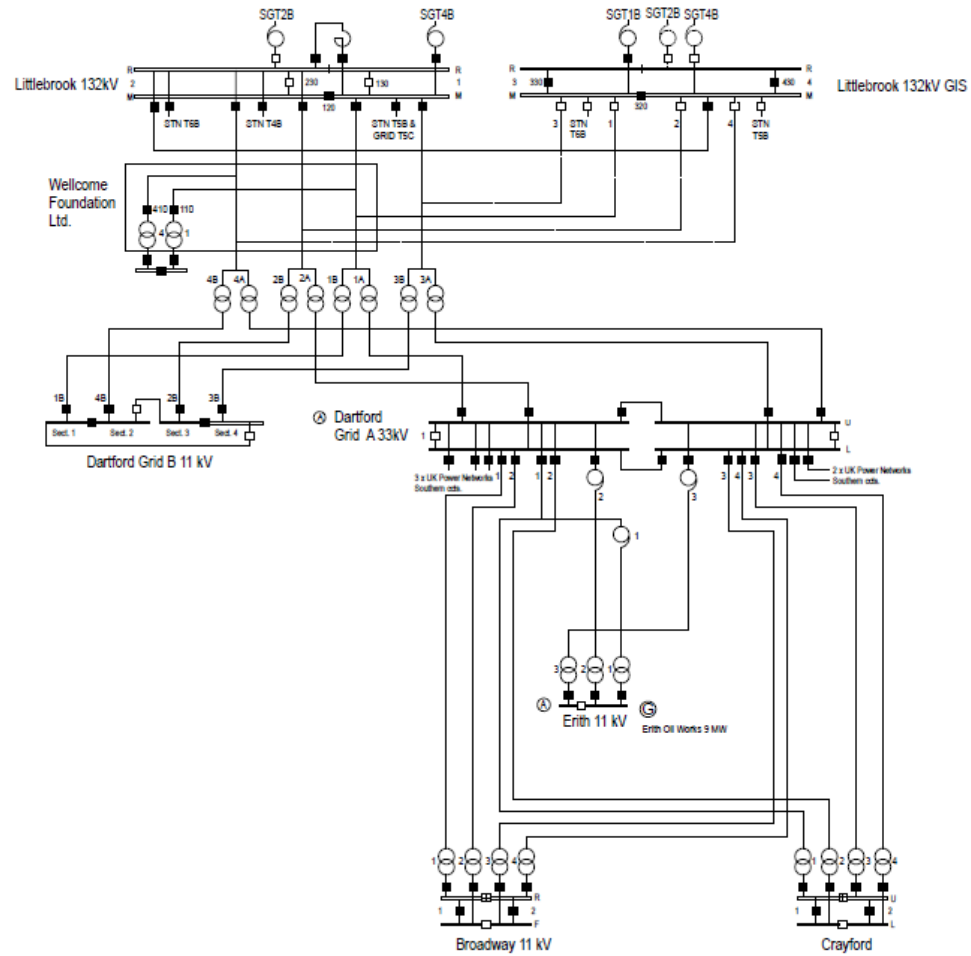 SGT2B
SGT4B
SGT1B
SGT2B
SGT4B
Littlebrook 132kV
R
2
M
230
130
120
R
1
M
R
3
M
330
430
320
R
4
M
Littlebrook 132kV GIS
STN T6B
STN T4B
STN T5B &
GRID T5C
3
STN
T6B
1
2
4
STN
T5B
Wellcome
Foundation
Ltd.
410
110
4
1
4B
4A
2B
2A
1B
1A
3B
3A
1B
4B
2B
3B
Sect. 1
Sect. 2
Sect. 3
Sect. 4
Dartford Grid B 11 kV
A Dartford
Grid A 33kV
1
U
L
3 x UK Power Networks
Southern ccts.
1
2
1
2
2
3
3
4
3
4
2 x UK Power Networks
Southern ccts.
1
3
2
1
A
Erith 11 kV
G
Erith Oil Works 9 MW
1
2
3
4
R
1
2
F
Broadway 11 kV
1
2
3
4
U
1
2
L
Crayford